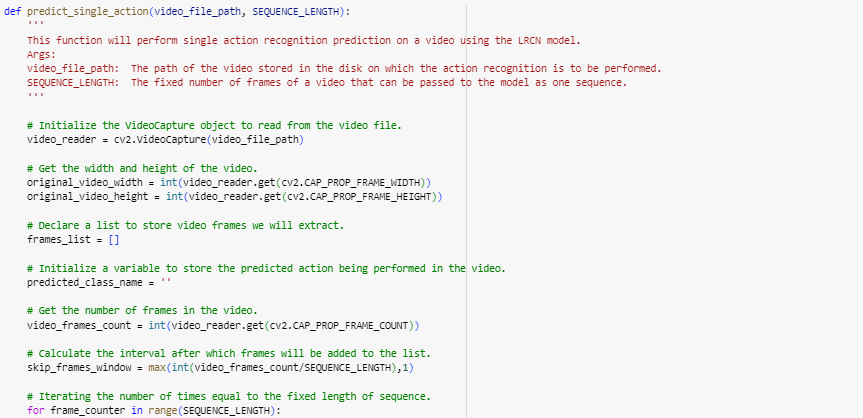 def predict_single_action(video_file_path, SEQUENCE_LENGTH):
    '''
    This function will perform single action recognition prediction on a video using the LRCN model.
    Args:
    video_file_path:  The path of the video stored in the disk on which the action recognition is to be performed.
    SEQUENCE_LENGTH:  The fixed number of frames of a video that can be passed to the model as one sequence.
    '''

    # Initialize the VideoCapture object to read from the video file.
    video_reader = cv2.VideoCapture(video_file_path)

    # Get the width and height of the video.
    original_video_width = int(video_reader.get(cv2.CAP_PROP_FRAME_WIDTH))
    original_video_height = int(video_reader.get(cv2.CAP_PROP_FRAME_HEIGHT))

    # Declare a list to store video frames we will extract.
    frames_list = []

    # Initialize a variable to store the predicted action being performed in the video.
    predicted_class_name = ''

    # Get the number of frames in the video.
    video_frames_count = int(video_reader.get(cv2.CAP_PROP_FRAME_COUNT))

    # Calculate the interval after which frames will be added to the list.
    skip_frames_window = max(int(video_frames_count/SEQUENCE_LENGTH),1)

    # Iterating the number of times equal to the fixed length of sequence.
    for frame_counter in range(SEQUENCE_LENGTH):